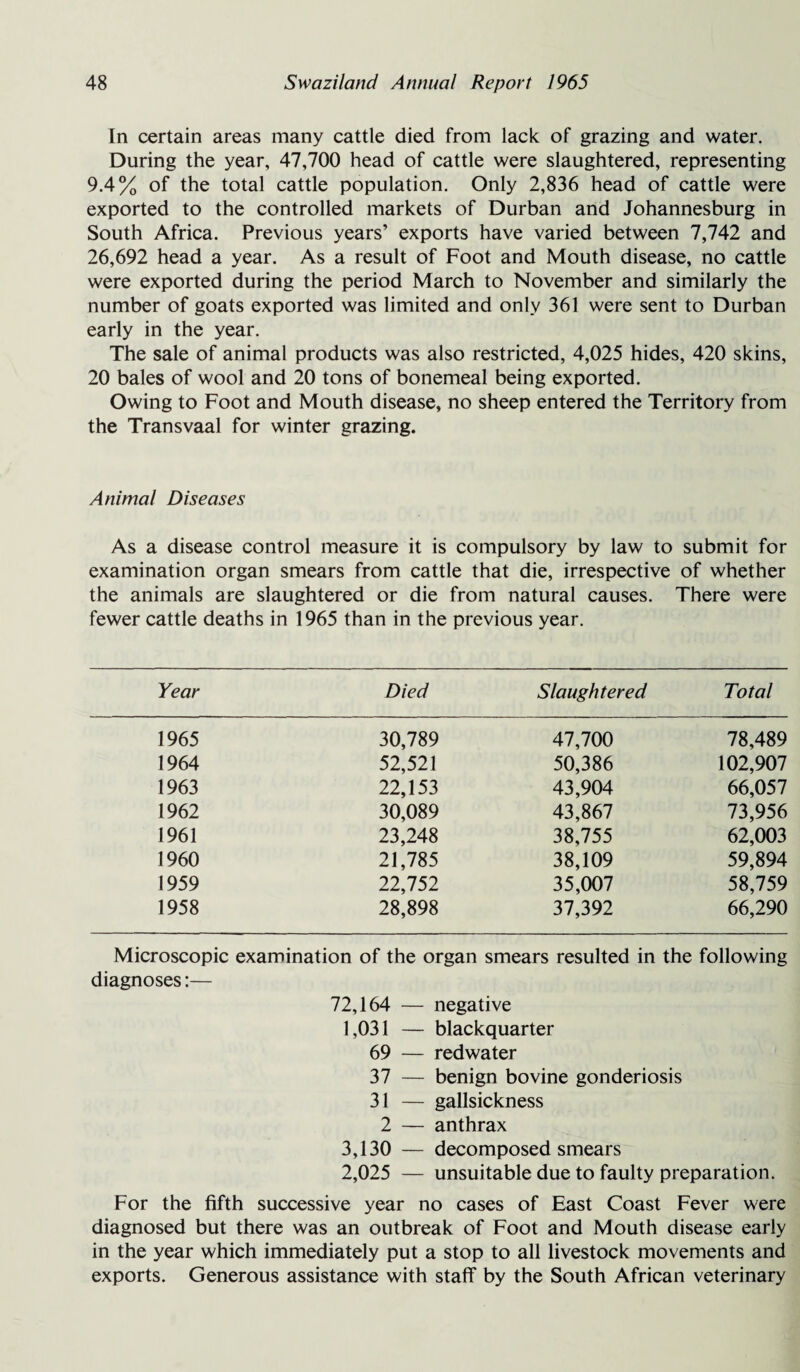 48 Swaziland Annual Report 1965
In certain areas many cattle died from lack of grazing and water.
During the year, 47,700 head of cattle were slaughtered, representing
9.4% of the total cattle population. Only 2,836 head of cattle were
exported to the controlled markets of Durban and Johannesburg in
South Africa. Previous years’ exports have varied between 7,742 and
26,692 head a year. As a result of Foot and Mouth disease, no cattle
were exported during the period March to November and similarly the
number of goats exported was limited and only 361 were sent to Durban
early in the year.
The sale of animal products was also restricted, 4,025 hides, 420 skins,
20 bales of wool and 20 tons of bonemeal being exported.
Owing to Foot and Mouth disease, no sheep entered the Territory from
the Transvaal for winter grazing.
Animal Diseases
As a disease control measure it is compulsory by law to submit for
examination organ smears from cattle that die, irrespective of whether
the animals are slaughtered or die from natural causes. There were
fewer cattle deaths in 1965 than in the previous year.
Year Died Slaughtered Total
1965 30,789 47,700 78,489
1964 52,521 50,386 102,907
1963 22,153 43,904 66,057
1962 30,089 43,867 73,956
1961 23,248 38,755 62,003
1960 21,785 38,109 59,894
1959 22,752 35,007 58,759
1958 28,898 37,392 66,290
Microscopic examination of the organ smears resulted in the following
diagnoses:—
72,164 — negative
1,031 — blackquarter
69 — redwater
37 — benign bovine gonderiosis
31 — gallsickness
2 — anthrax
3,130 — decomposed smears
2,025 — unsuitable due to faulty preparation.
For the fifth successive year no cases of East Coast Fever were
diagnosed but there was an outbreak of Foot and Mouth disease early
in the year which immediately put a stop to all livestock movements and
exports. Generous assistance with staff by the South African veterinary